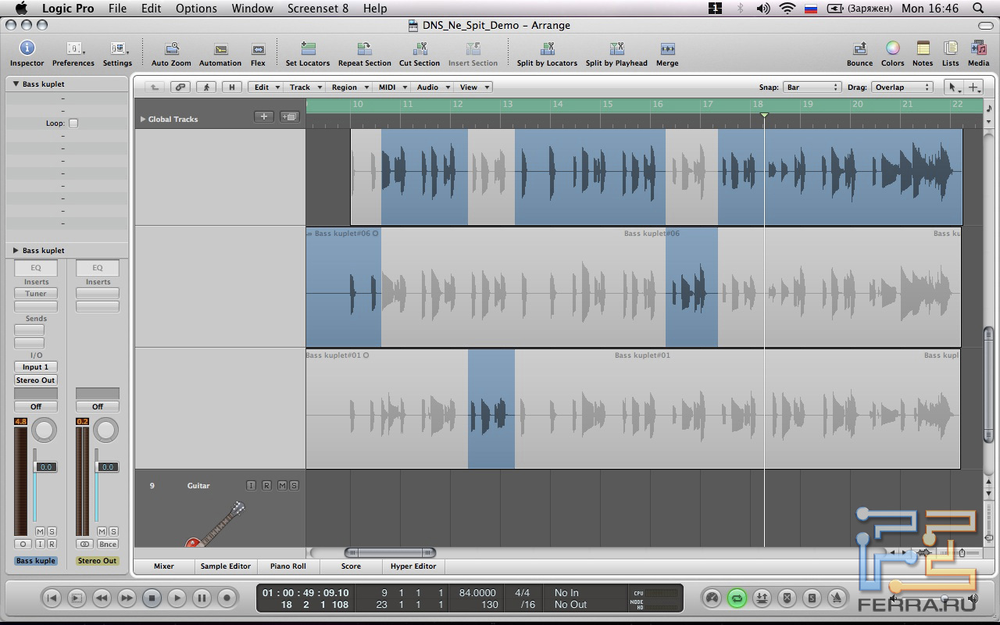 Logic Pro File Edit Options Window Screenset 8 Help 1 (Заряжен) Mon 16:46
DNS_Ne_Spit_Demo – Arrange
Inspector Preferences Settings Auto Zoom Automation Flex Set Locators Repeat Section Cut Section Insert Section Split by Locators Split by Playhead Merge Bounce Colors Notes Lists Media
Bass kuplet
Loop:
Bass kuplet
EQ EQ
Inserts Inserts
Tuner
Sends
I/O
Input 1
Stereo Out
Off Off
4.8 0.2
0.0 0.0
M S M S
I R Bnce
Bass kuple Stereo Out
H Edit Track Region MIDI Audio View Snap: Bar Drag: Overlap
Global Tracks
10 11 12 13 14 15 16 17 18 19 20 21 22
Bass kuplet#06 Bass kuplet#06 Bass ku
Bass kuplet#01 Bass kuplet#01 Bass kupl
9 Guitar I R M S
Mixer Sample Editor Piano Roll Score Hyper Editor
01 : 00 : 49 : 09.10 9 1 1 1 84.0000 4/4 No In CPU
18 2 1 108 23 1 1 1 130 /16 No Out NODE HD
FERRA.RU